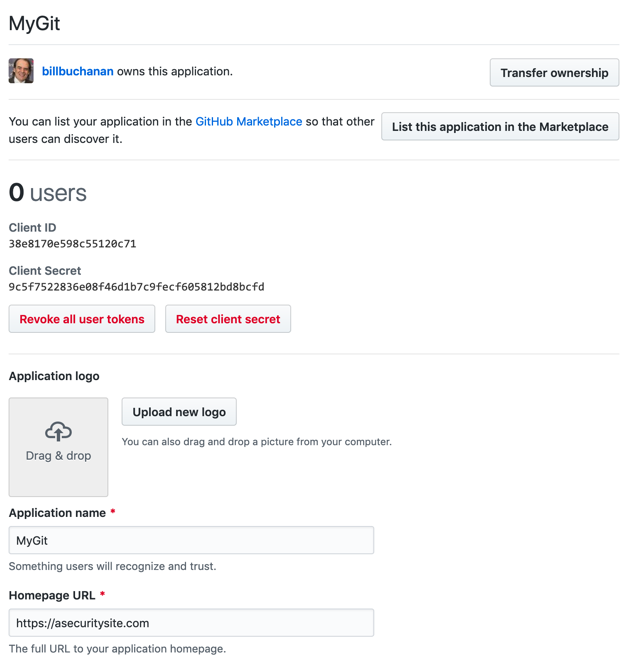 MyGit
billbuchanan owns this application.
Transfer ownership
You can list your application in the GitHub Marketplace so that other
users can discover it.
List this application in the Marketplace
0 users
Client ID
38e8170e598c55120c71
Client Secret
9c5f7522836e08f46d1b7c9fecf605812bd8bcfd
Revoke all user tokens
Reset client secret
Application logo
Drag & drop
Upload new logo
You can also drag and drop a picture from your computer.
Application name *
MyGit
Something users will recognize and trust.
Homepage URL *
https://asecuritysite.com
The full URL to your application homepage.